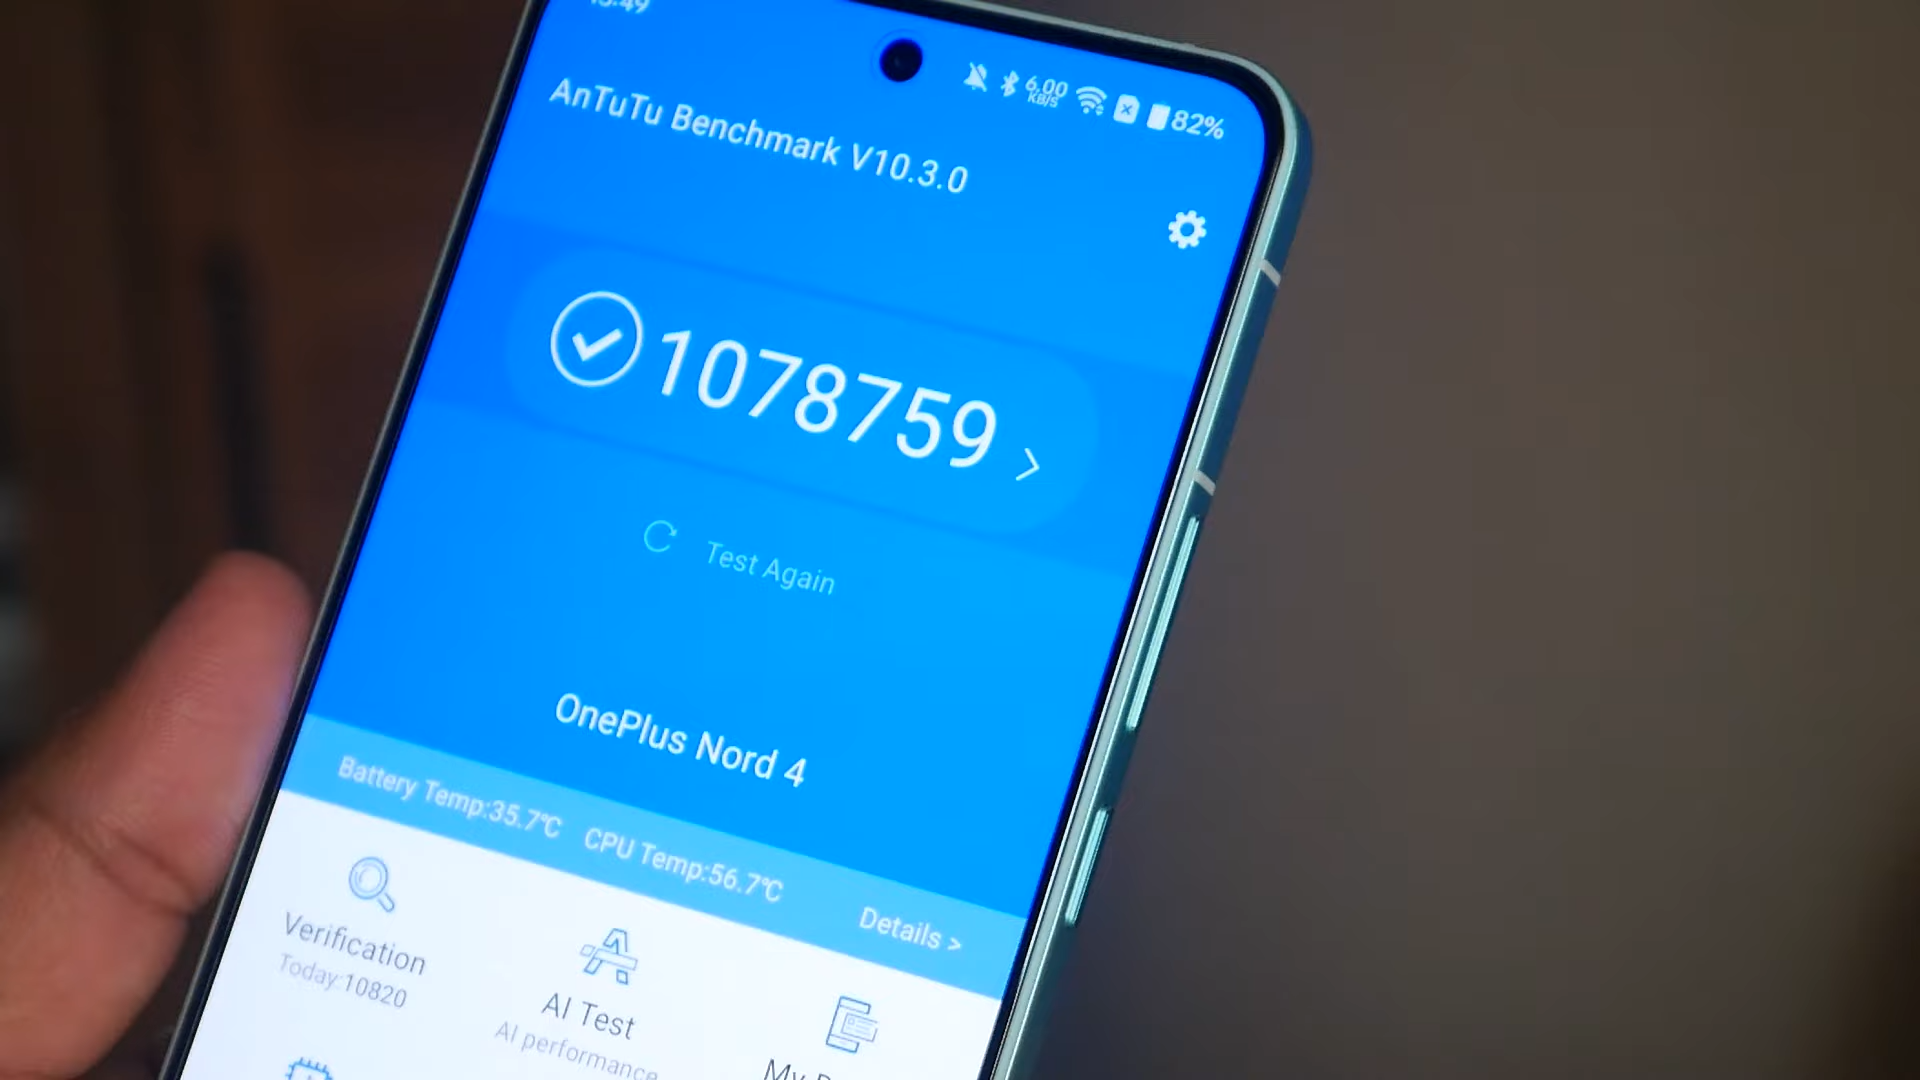 6.00
KB/S
82%
AnTuTu Benchmark V10.3.0
1078759 >
Test Again
OnePlus Nord 4
Battery Temp:35.7℃ CPU Temp:56.7℃ Details >
Verification
Today:10820
AI Test
AI performance
My